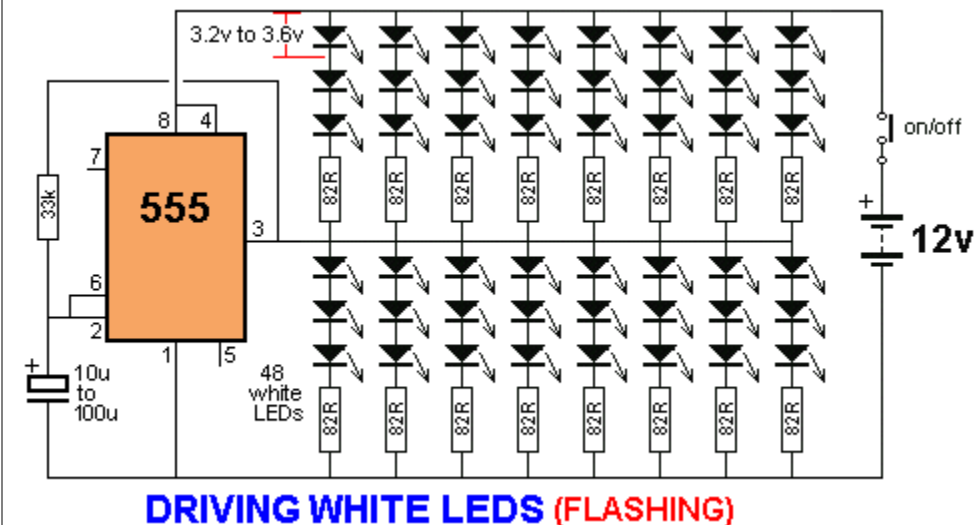 3.2v to 3.6v
8 4
7
555
33k
82R 82R 82R 82R 82R 82R 82R 82R
on/off
+
12v
3
6
2
1
5
+
10u
to
100u
48
white
LEDs
82R 82R 82R 82R 82R 82R 82R 82R
DRIVING WHITE LEDS (FLASHING)